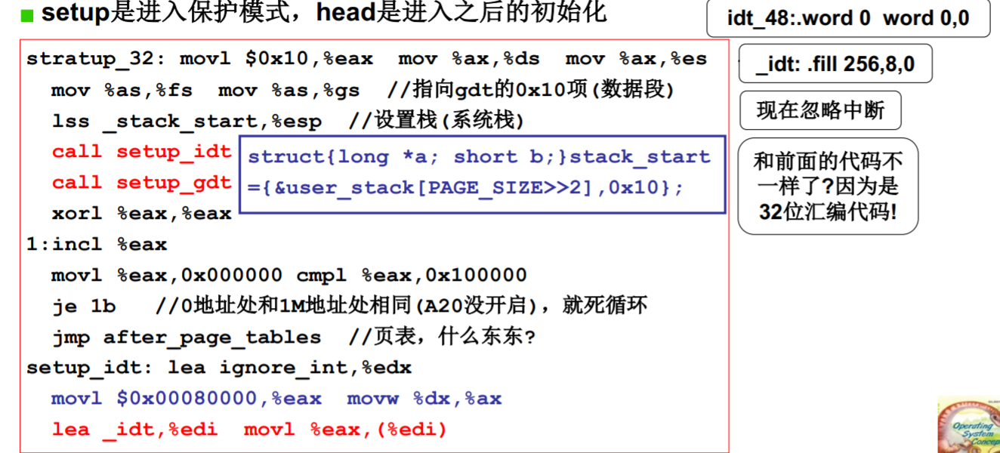 setup是进入保护模式，head是进入之后的初始化
idt_48:.word 0 word 0,0
stratup_32: movl $0x10,%eax mov %ax,%ds mov %ax,%es
_idt: .fill 256,8,0
mov %as,%fs mov %as,%gs //指向gdt的0x10项(数据段)
现在忽略中断
lss _stack_start,%esp //设置栈(系统栈)
call setup_idt
struct{long *a; short b;}stack_start
和前面的代码不
call setup_gdt
={&user_stack[PAGE_SIZE>>2],0x10};
一样了?因为是
xorl %eax,%eax
32位汇编代码!
1:incl %eax
movl %eax,0x000000 cmpl %eax,0x100000
je 1b //0地址处和1M地址处相同(A20没开启)，就死循环
jmp after_page_tables //页表，什么东东?
setup_idt: lea ignore_int,%edx
movl $0x00080000,%eax movw %dx,%ax
lea _idt,%edi movl %eax,(%edi)
Operating
System